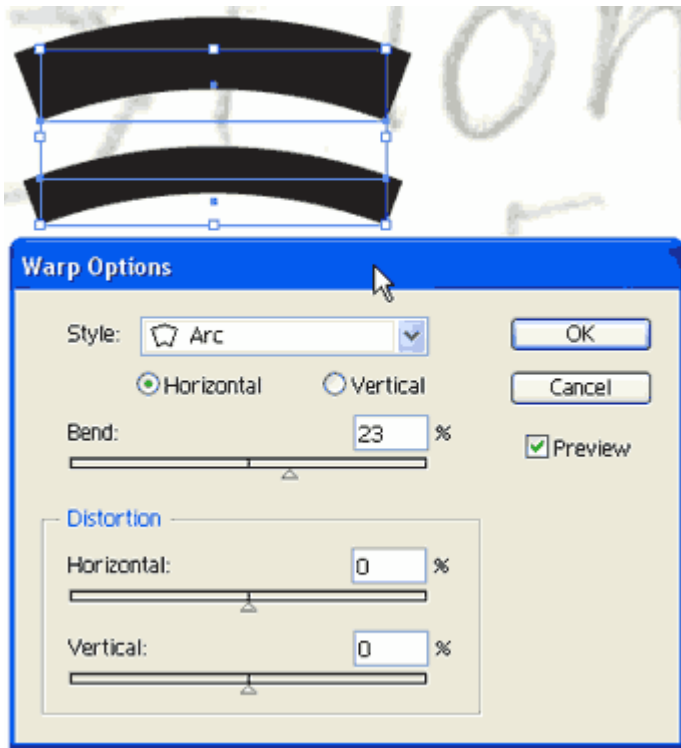 Warp Options
Style: Arc OK
Horizontal Vertical Cancel
Bend: 23 % Preview
Distortion
Horizontal: 0 %
Vertical: 0 %